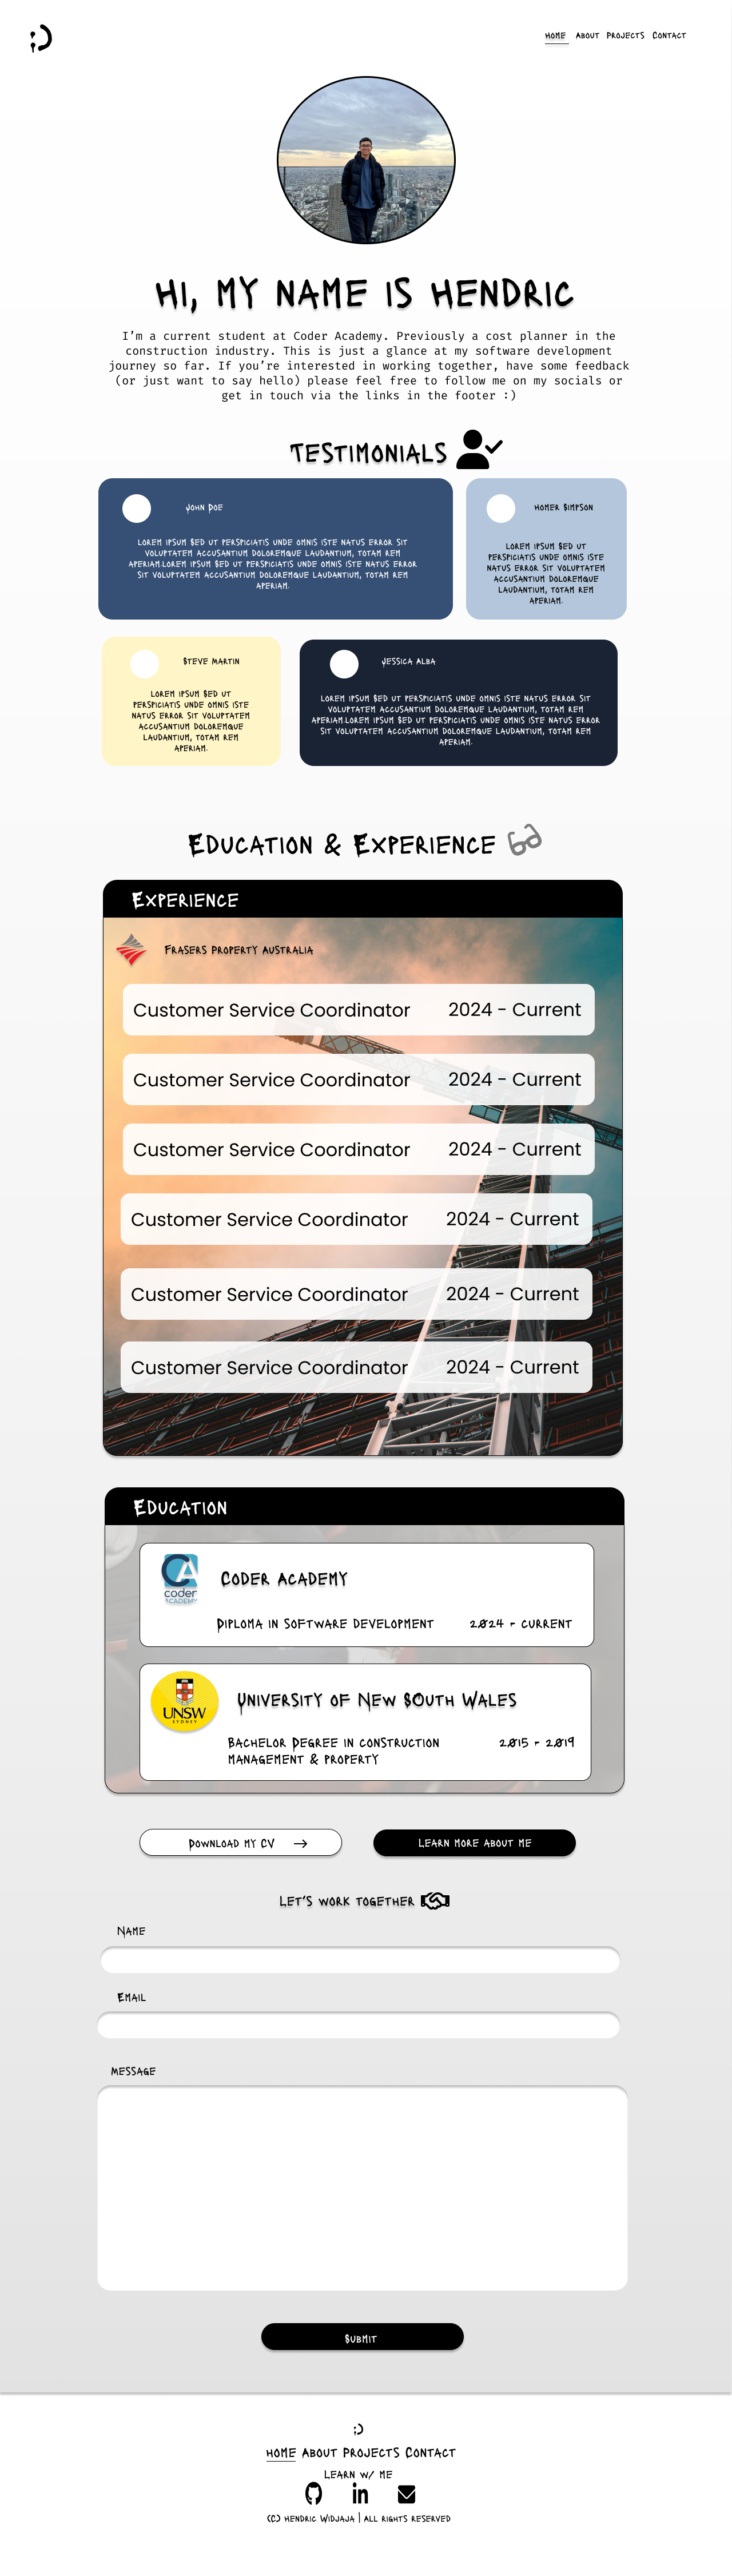 HOME ABOUT PROJECTS CONTACT
HI, MY NAME IS HENDRIC
I'm a current student at Coder Academy. Previously a cost planner in the
construction industry. This is just a glance at my software development
journey so far. If you're interested in working together, have some feedback
(or just want to say hello) please feel free to follow me on my socials or
get in touch via the links in the footer :)
TESTIMONIALS
JOHN DOE
LOREM IPSUM SED UT PERSPICIATIS UNDE OMNIS ISTE NATUS ERROR SIT
VOLUPTATEM ACCUSANTIUM DOLOREMQUE LAUDANTIUM, TOTAM REM
APERIAM.LOREM IPSUM SED UT PERSPICIATIS UNDE OMNIS ISTE NATUS ERROR
SIT VOLUPTATEM ACCUSANTIUM DOLOREMQUE LAUDANTIUM, TOTAM REM
APERIAM.
HOMER SIMPSON
LOREM IPSUM SED UT
PERSPICIATIS UNDE OMNIS ISTE
NATUS ERROR SIT VOLUPTATEM
ACCUSANTIUM DOLOREMQUE
LAUDANTIUM, TOTAM REM
APERIAM.
STEVE MARTIN
LOREM IPSUM SED UT
PERSPICIATIS UNDE OMNIS ISTE
NATUS ERROR SIT VOLUPTATEM
ACCUSANTIUM DOLOREMQUE
LAUDANTIUM, TOTAM REM
APERIAM.
JESSICA ALBA
LOREM IPSUM SED UT PERSPICIATIS UNDE OMNIS ISTE NATUS ERROR SIT
VOLUPTATEM ACCUSANTIUM DOLOREMQUE LAUDANTIUM, TOTAM REM
APERIAM.LOREM IPSUM SED UT PERSPICIATIS UNDE OMNIS ISTE NATUS ERROR
SIT VOLUPTATEM ACCUSANTIUM DOLOREMQUE LAUDANTIUM, TOTAM REM
APERIAM.
EDUCATION & EXPERIENCE
EXPERIENCE
FRASERS PROPERTY AUSTRALIA
Customer Service Coordinator 2024 - Current
Customer Service Coordinator 2024 - Current
Customer Service Coordinator 2024 - Current
Customer Service Coordinator 2024 - Current
Customer Service Coordinator 2024 - Current
Customer Service Coordinator 2024 - Current
EDUCATION
CA
coder
ACADEMY
CODER ACADEMY
DIPLOMA IN SOFTWARE DEVELOPMENT 2024 - CURRENT
UNSW
SYDNEY
UNIVERSITY OF NEW SOUTH WALES
BACHELOR DEGREE IN CONSTRUCTION 2015 - 2019
MANAGEMENT & PROPERTY
DOWNLOAD MY CV
LEARN MORE ABOUT ME
LET'S WORK TOGETHER
NAME
EMAIL
MESSAGE
SUBMIT
HOME ABOUT PROJECTS CONTACT
LEARN W/ ME
in
(C) HENDRIC WIDJAJA | ALL RIGHTS RESERVED